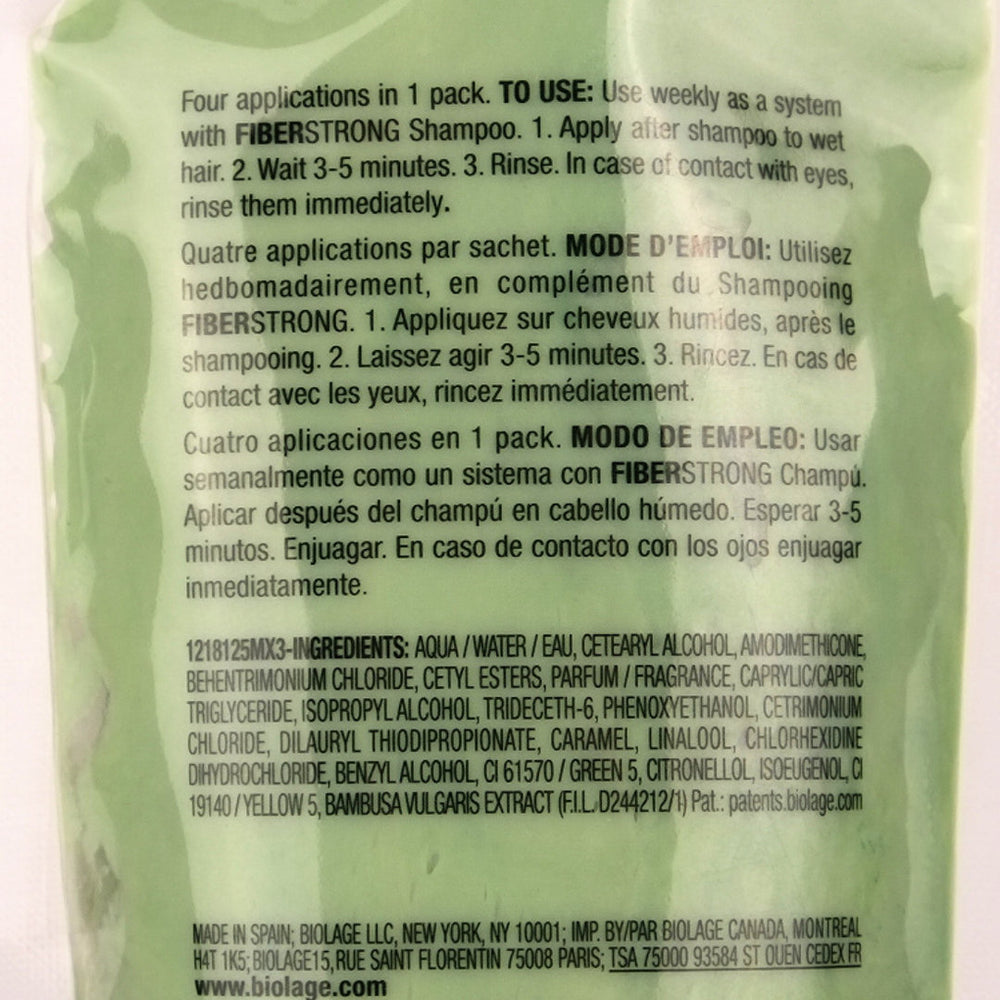 Four applications in 1 pack. TO USE: Use weekly as a system
with FIBERSTRONG Shampoo. 1. Apply after shampoo to wet
hair. 2. Wait 3-5 minutes. 3. Rinse. In case of contact with eyes,
rinse them immediately.
Quatre applications par sachet. MODE D'EMPLOI: Utilisez
hedbomadairement, en complément du Shampooing
FIBERSTRONG. 1. Appliquez sur cheveux humides, après le
shampooing. 2. Laissez agir 3-5 minutes. 3. Rincez. En cas de
contact avec les yeux, rincez immédiatement.
Cuatro aplicaciones en 1 pack. MODO DE EMPLEO: Usar
semanalmente como un sistema con FIBERSTRONG Champú.
Aplicar después del champú en cabello húmedo. Esperar 3-5
minutos. Enjuagar. En caso de contacto con los ojos enjuagar
inmediatamente.
1218125MX3-INGREDIENTS: AQUA / WATER / EAU, CETEARYL ALCOHOL, AMODIMETHICONE,
BEHENTRIMONIUM CHLORIDE, CETYL ESTERS, PARFUM / FRAGRANCE, CAPRYLIC/CAPRIC
TRIGLYCERIDE, ISOPROPYL ALCOHOL, TRIDECETH-6, PHENOXYETHANOL, CETRIMONIUM
CHLORIDE, DILAURYL THIODIPROPIONATE, CARAMEL, LINALOOL, CHLORHEXIDINE
DIHYDROCHLORIDE, BENZYL ALCOHOL, CI 61570 / GREEN 5, CITRONELLOL, ISOEUGENOL, CI
19140 / YELLOW 5, BAMBUSA VULGARIS EXTRACT (F.I.L. D244212/1) Pat.: patents.biolage.com
MADE IN SPAIN; BIOLAGE LLC, NEW YORK, NY 10001; IMP. BY/PAR BIOLAGE CANADA, MONTREAL
H4T 1K5; BIOLAGE 15, RUE SAINT FLORENTIN 75008 PARIS; TSA 75000 93584 ST OUEN CEDEX FR
www.biolage.com